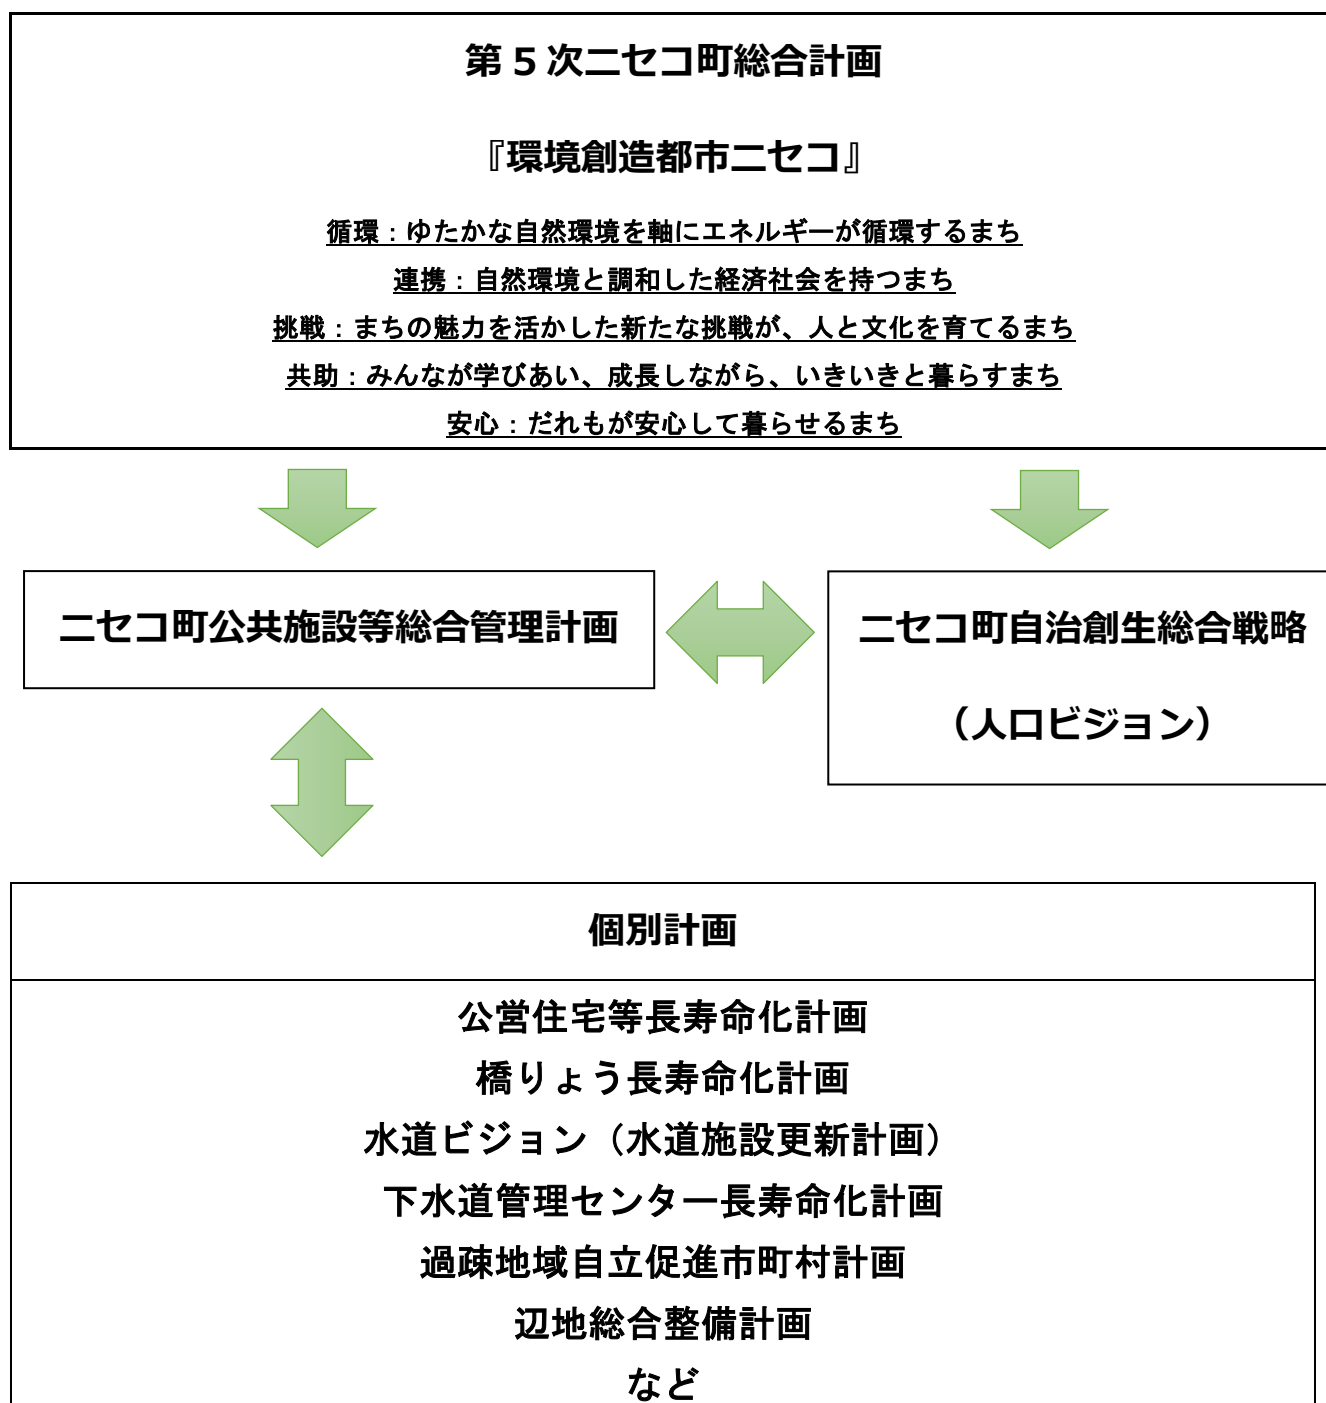 第 5 次ニセコ町総合計画
『環境創造都市ニセコ』
循環：ゆたかな自然環境を軸にエネルギーが循環するまち
連携：自然環境と調和した経済社会を持つまち
挑戦：まちの魅力を活かした新たな挑戦が、人と文化を育てるまち
共助：みんなが学びあい、成長しながら、いきいきと暮らすまち
安心：だれもが安心して暮らせるまち
ニセコ町公共施設等総合管理計画
ニセコ町自治創生総合戦略
（人口ビジョン）
個別計画
公営住宅等長寿命化計画
橋りょう長寿命化計画
水道ビジョン（水道施設更新計画）
下水道管理センター長寿命化計画
過疎地域自立促進市町村計画
辺地総合整備計画
など